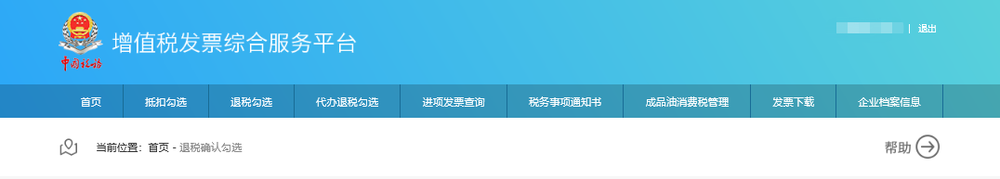 增值税发票综合服务平台
中国税务
| 退出
首页 抵扣勾选 退税勾选 代办退税勾选 进项发票查询 税务事项通知书 成品油消费税管理 发票下载 企业档案信息
当前位置：首页 - 退税确认勾选 帮助